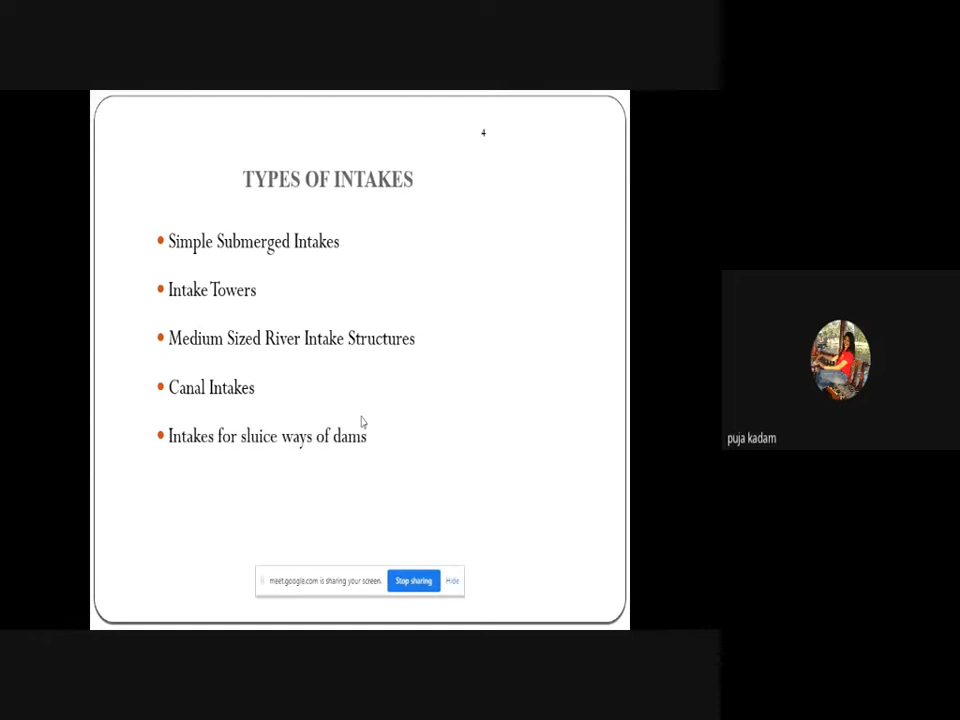 4
TYPES OF INTAKES
• Simple Submerged Intakes
• Intake Towers
• Medium Sized River Intake Structures
• Canal Intakes
• Intakes for sluice ways of dams
meet.google.com is sharing your screen. Stop sharing Hide
puja kadam